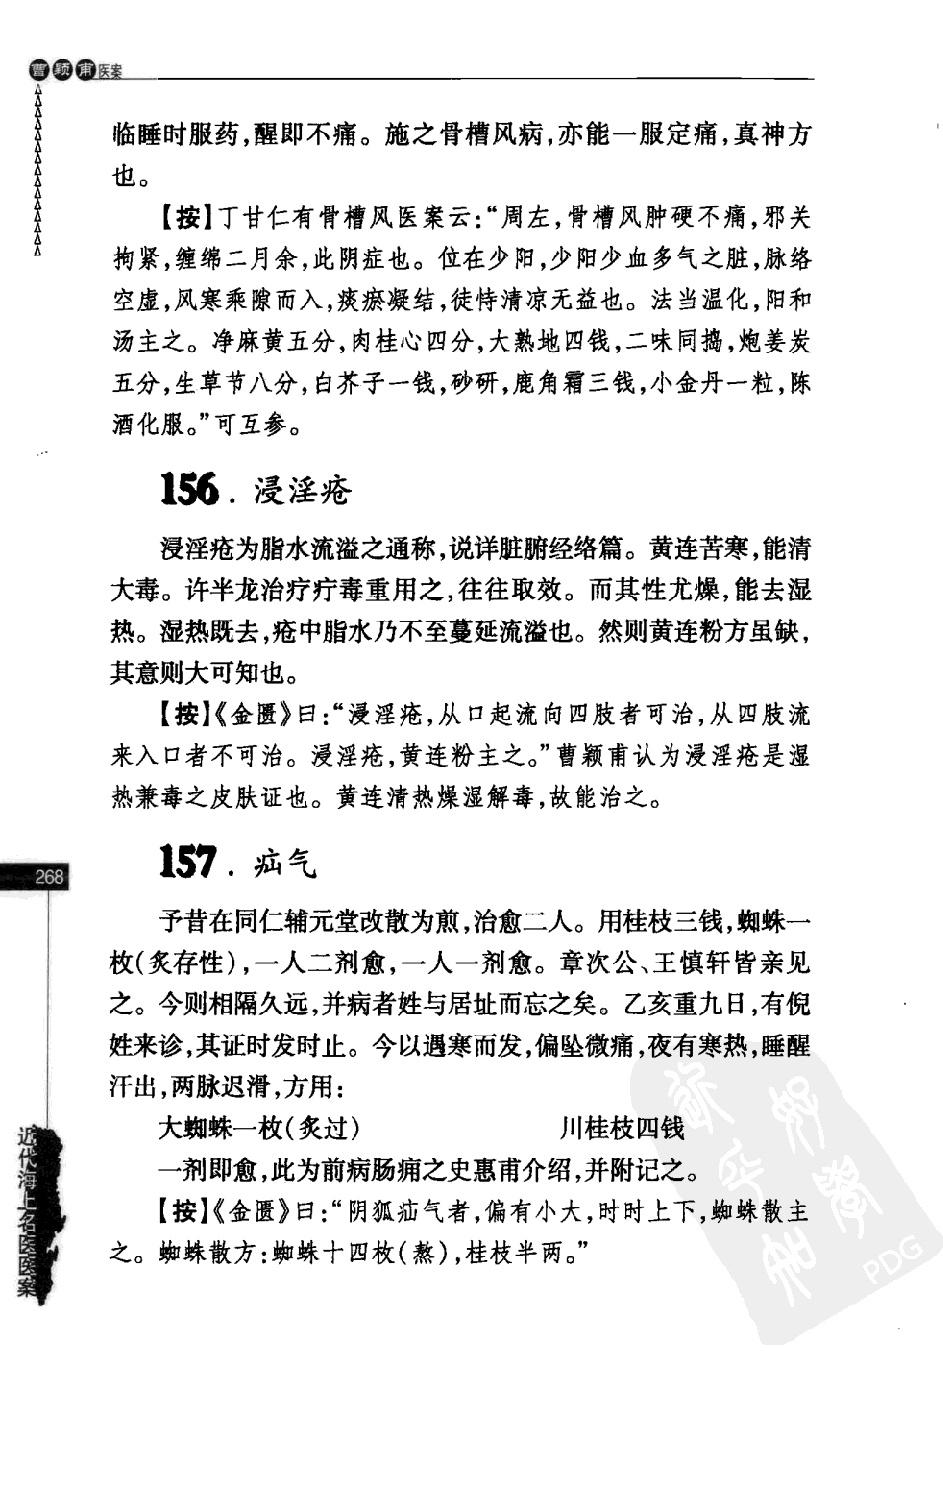 曹颖甫医案
临睡时服药,醒即不痛。施之骨槽风病,亦能一服定痛,真神方
也。
【按】丁甘仁有骨槽风医案云:“周左,骨槽风肿硬不痛,邪关
拘紧,缠绵二月余,此阴症也。位在少阳,少阳少血多气之脏,脉络
空虚,风寒乘隙而入,痰瘀凝结,徒恃清凉无益也。法当温化,阳和
汤主之。净麻黄五分,肉桂心四分,大熟地四钱,二味同捣,炮姜炭
五分,生草节八分,白芥子一钱,砂研,鹿角霜三钱,小金丹一粒,陈
酒化服。”可互参。
156.浸淫疮
浸淫疮为脂水流溢之通称,说详脏腑经络篇。黄连苦寒,能清
大毒。许半龙治疗疔毒重用之,往往取效。而其性尤燥,能去湿
热。湿热既去,疮中脂水乃不至蔓延流溢也。然则黄连粉方虽缺,
其意则大可知也。
【按】《金匮》曰:“浸淫疮,从口起流向四肢者可治,从四肢流
来入口者不可治。浸淫疮,黄连粉主之。”曹颖甫认为浸淫疮是湿
热兼毒之皮肤证也。黄连清热燥湿解毒,故能治之。
157.疝气
予昔在同仁辅元堂改散为煎,治愈二人。用桂枝三钱,蜘蛛一
枚(炙存性),一人二剂愈,一人一剂愈。章次公、王慎轩皆亲见
之。今则相隔久远,并病者姓与居址而忘之矣。乙亥重九日,有倪
姓来诊,其证时发时止。今以遇寒而发,偏坠微痛,夜有寒热,睡醒
汗出,两脉迟滑,方用:
大蜘蛛一枚(炙过) 川桂枝四钱
一剂即愈,此为前病肠痈之史惠甫介绍,并附记之。
【按】《金匮》曰:“阴狐疝气者,偏有小大,时时上下,蜘蛛散主
之。蜘蛛散方:蜘蛛十四枚(熬),桂枝半两。”
268
近代海上名医医案
PDG